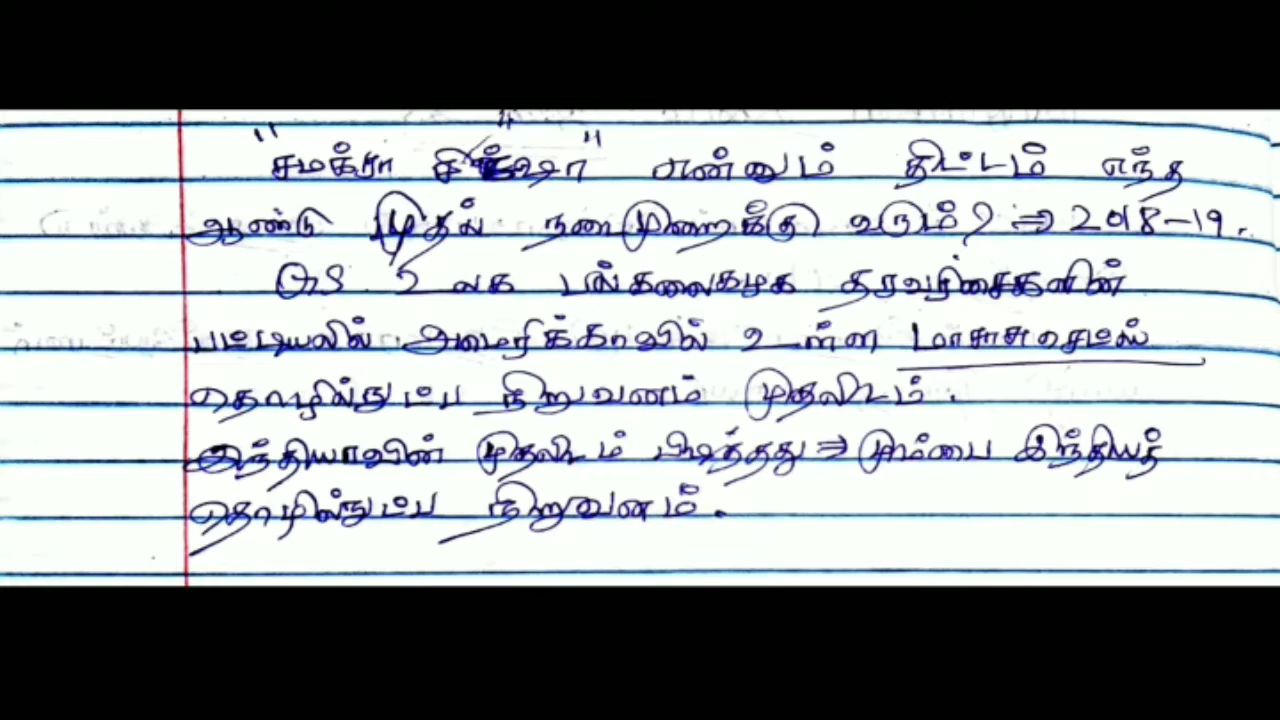 "சமக்ரா சிக்ஷா" என்னும் திட்டம் எந்த
ஆண்டு முதல் நடைமுறைக்கு வரும்? ⇒ 2018-19.
QS உலக பல்கலைகழக தரவரிசைகளின்
பட்டியலில் அமெரிக்காவில் உள்ள மாசாசுசெட்ஸ்
தொழில்நுட்ப நிறுவனம் முதலிடம்.
இந்தியாவின் முதலிடம் பிடித்தது ⇒ மும்பை இந்தியத்
தொழில்நுட்ப நிறுவனம்.